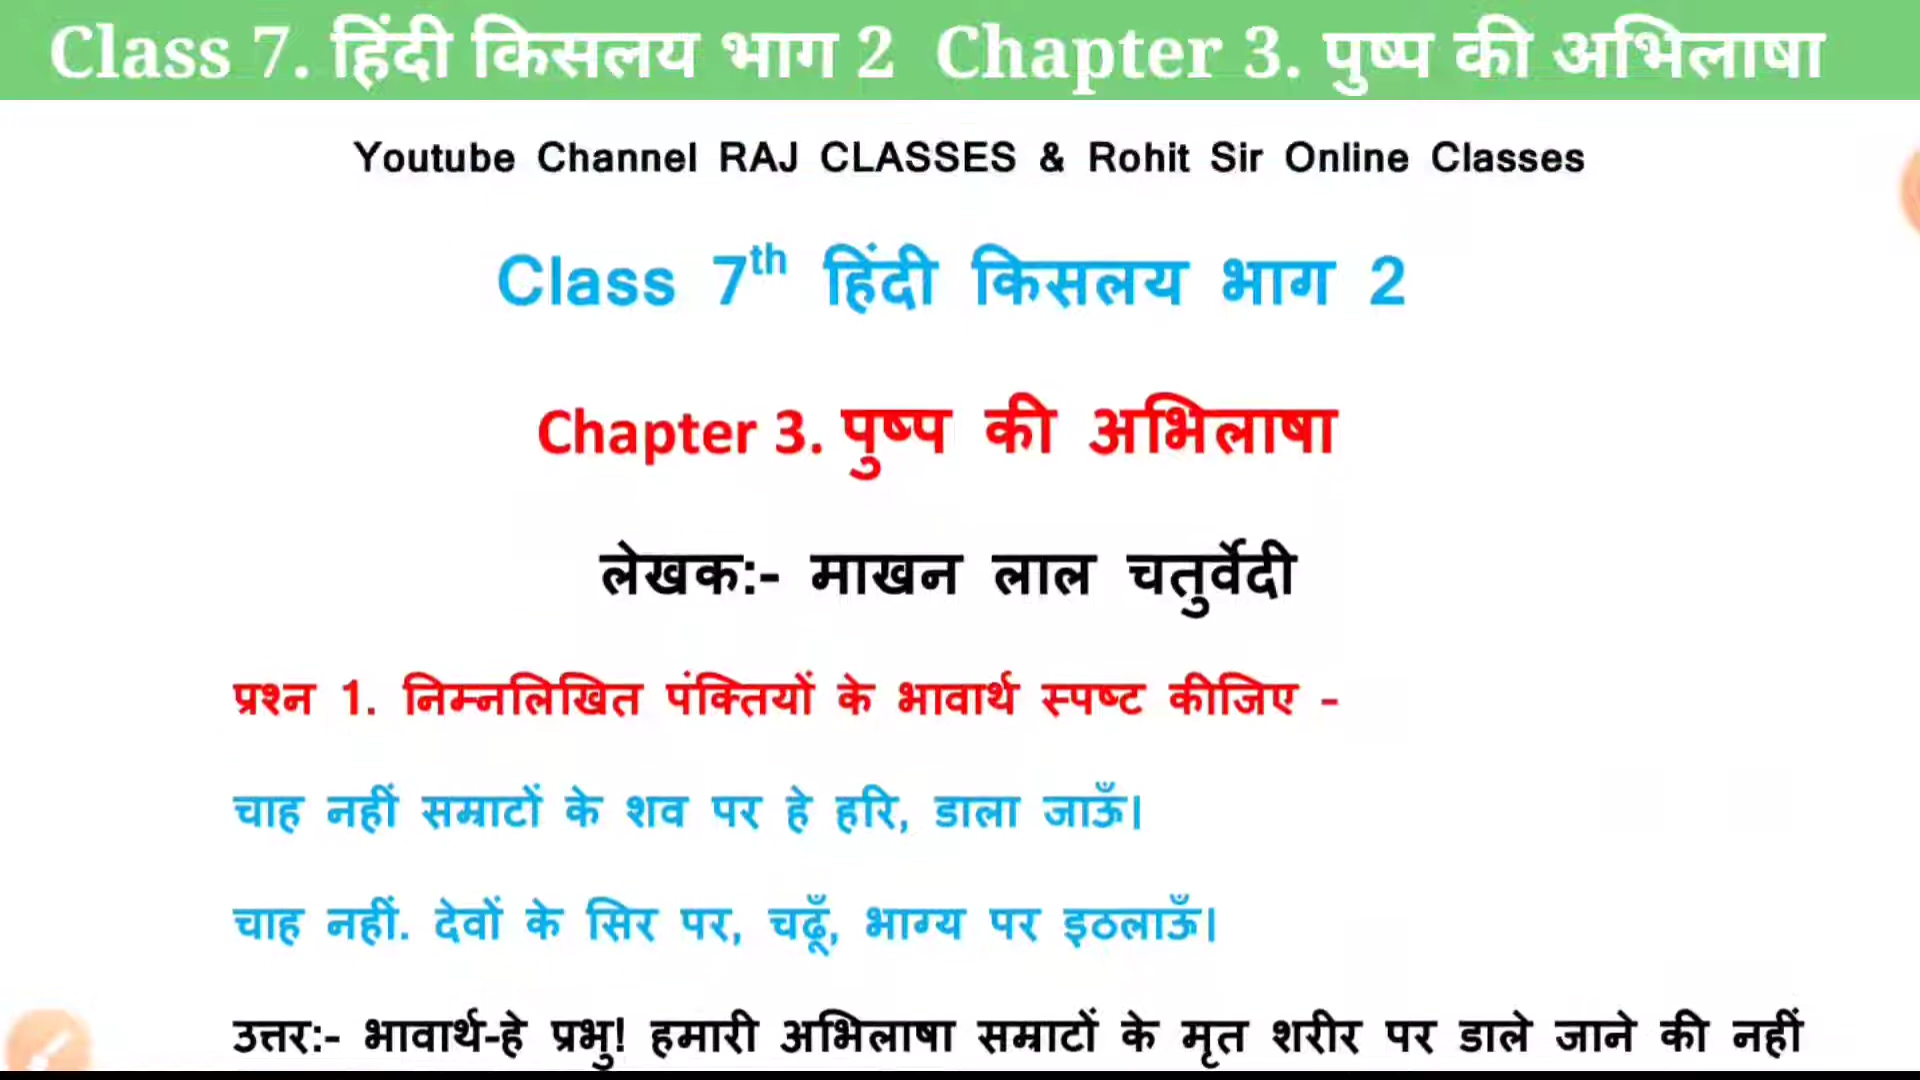 Class 7. हिंदी किसलय भाग 2 Chapter 3. पुष्प की अभिलाषा
Youtube Channel RAJ CLASSES & Rohit Sir Online Classes
Class 7th हिंदी किसलय भाग 2
Chapter 3. पुष्प की अभिलाषा
लेखक:- माखन लाल चतुर्वेदी
प्रश्न 1. निम्नलिखित पंक्तियों के भावार्थ स्पष्ट कीजिए -
चाह नहीं सम्राटों के शव पर हे हरि, डाला जाऊँ।
चाह नहीं. देवों के सिर पर, चढ़ूँ, भाग्य पर इठलाऊँ।
उत्तर:- भावार्थ-हे प्रभु! हमारी अभिलाषा सम्राटों के मृत शरीर पर डाले जाने की नहीं